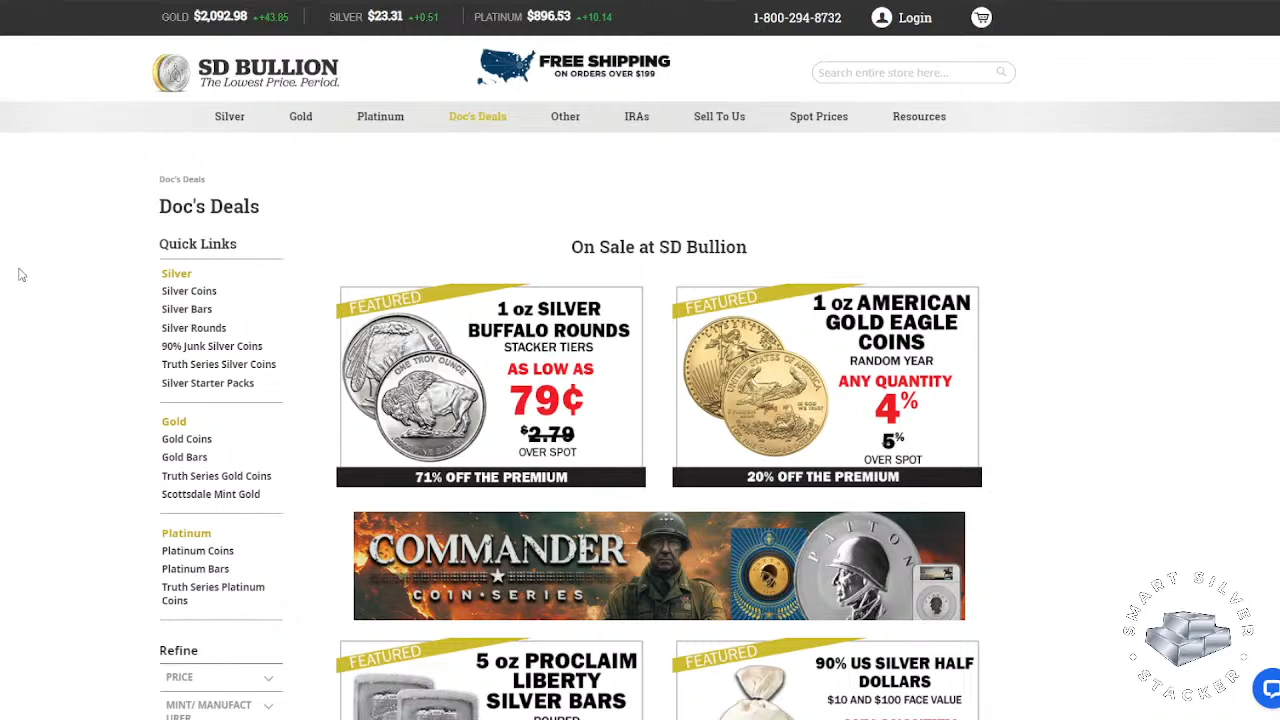 GOLD $2,092.98 +43.85 SILVER $23.31 +0.51 PLATINUM $896.53 +10.14 1-800-294-8732 Login
SD BULLION
The Lowest Price. Period.
FREE SHIPPING
ON ORDERS OVER $199
Search entire store here...
Silver Gold Platinum Doc's Deals Other IRAs Sell To Us Spot Prices Resources
Doc's Deals
Doc's Deals
Quick Links
Silver
Silver Coins
Silver Bars
Silver Rounds
90% Junk Silver Coins
Truth Series Silver Coins
Silver Starter Packs
Gold
Gold Coins
Gold Bars
Truth Series Gold Coins
Scottsdale Mint Gold
Platinum
Platinum Coins
Platinum Bars
Truth Series Platinum
Coins
Refine
PRICE
MINT/ MANUFACT
URER
On Sale at SD Bullion
FEATURED
1 oz SILVER
BUFFALO ROUNDS
STACKER TIERS
AS LOW AS
79¢
$2.79
OVER SPOT
ONE TROY OUNCE
71% OFF THE PREMIUM
FEATURED
1 oz AMERICAN
GOLD EAGLE
COINS
RANDOM YEAR
ANY QUANTITY
4%
5%
OVER SPOT
UNITED STATES OF AMERICA
20% OFF THE PREMIUM
COMMANDER
COIN SERIES
PATTON
FEATURED
5 oz PROCLAIM
LIBERTY
SILVER BARS
POURED
FEATURED
90% US SILVER HALF
DOLLARS
$10 AND $100 FACE VALUE